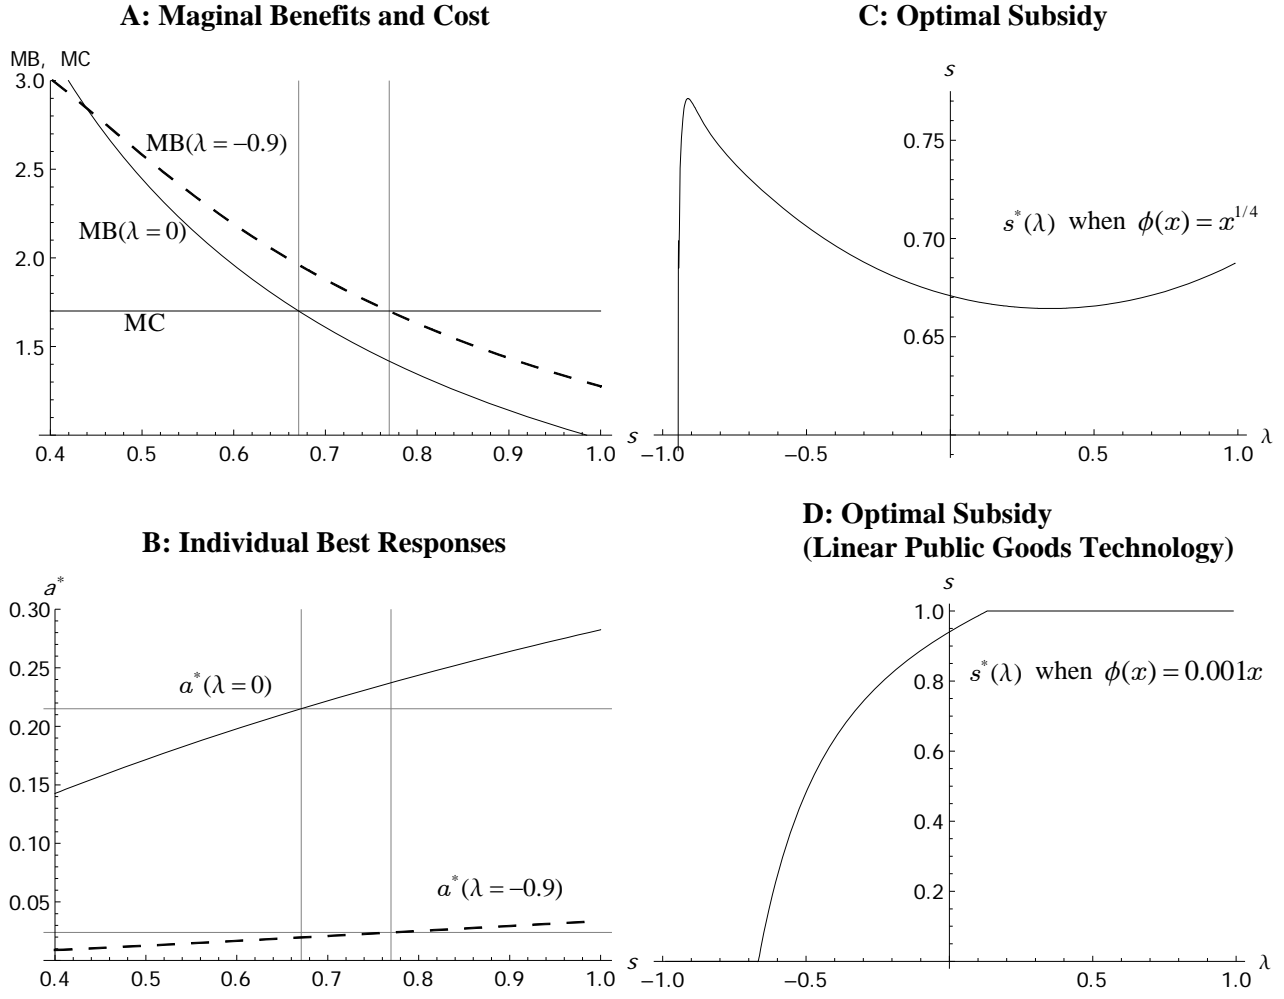 A: Maginal Benefits and Cost
MB, MC
3.0
2.5
2.0
1.5
MB(λ = −0.9)
MB(λ = 0)
MC
0.4 0.5 0.6 0.7 0.8 0.9 1.0
s
C: Optimal Subsidy
s
0.75
0.70
0.65
s*(λ) when ϕ(x) = x^{1/4}
−1.0 −0.5 0.5 1.0
λ
B: Individual Best Responses
a*
0.30
0.25
0.20
0.15
0.10
0.05
a*(λ = 0)
a*(λ = −0.9)
0.4 0.5 0.6 0.7 0.8 0.9 1.0
s
D: Optimal Subsidy
(Linear Public Goods Technology)
s
1.0
0.8
0.6
0.4
0.2
s*(λ) when ϕ(x) = 0.001x
−1.0 −0.5 0.5 1.0
λ